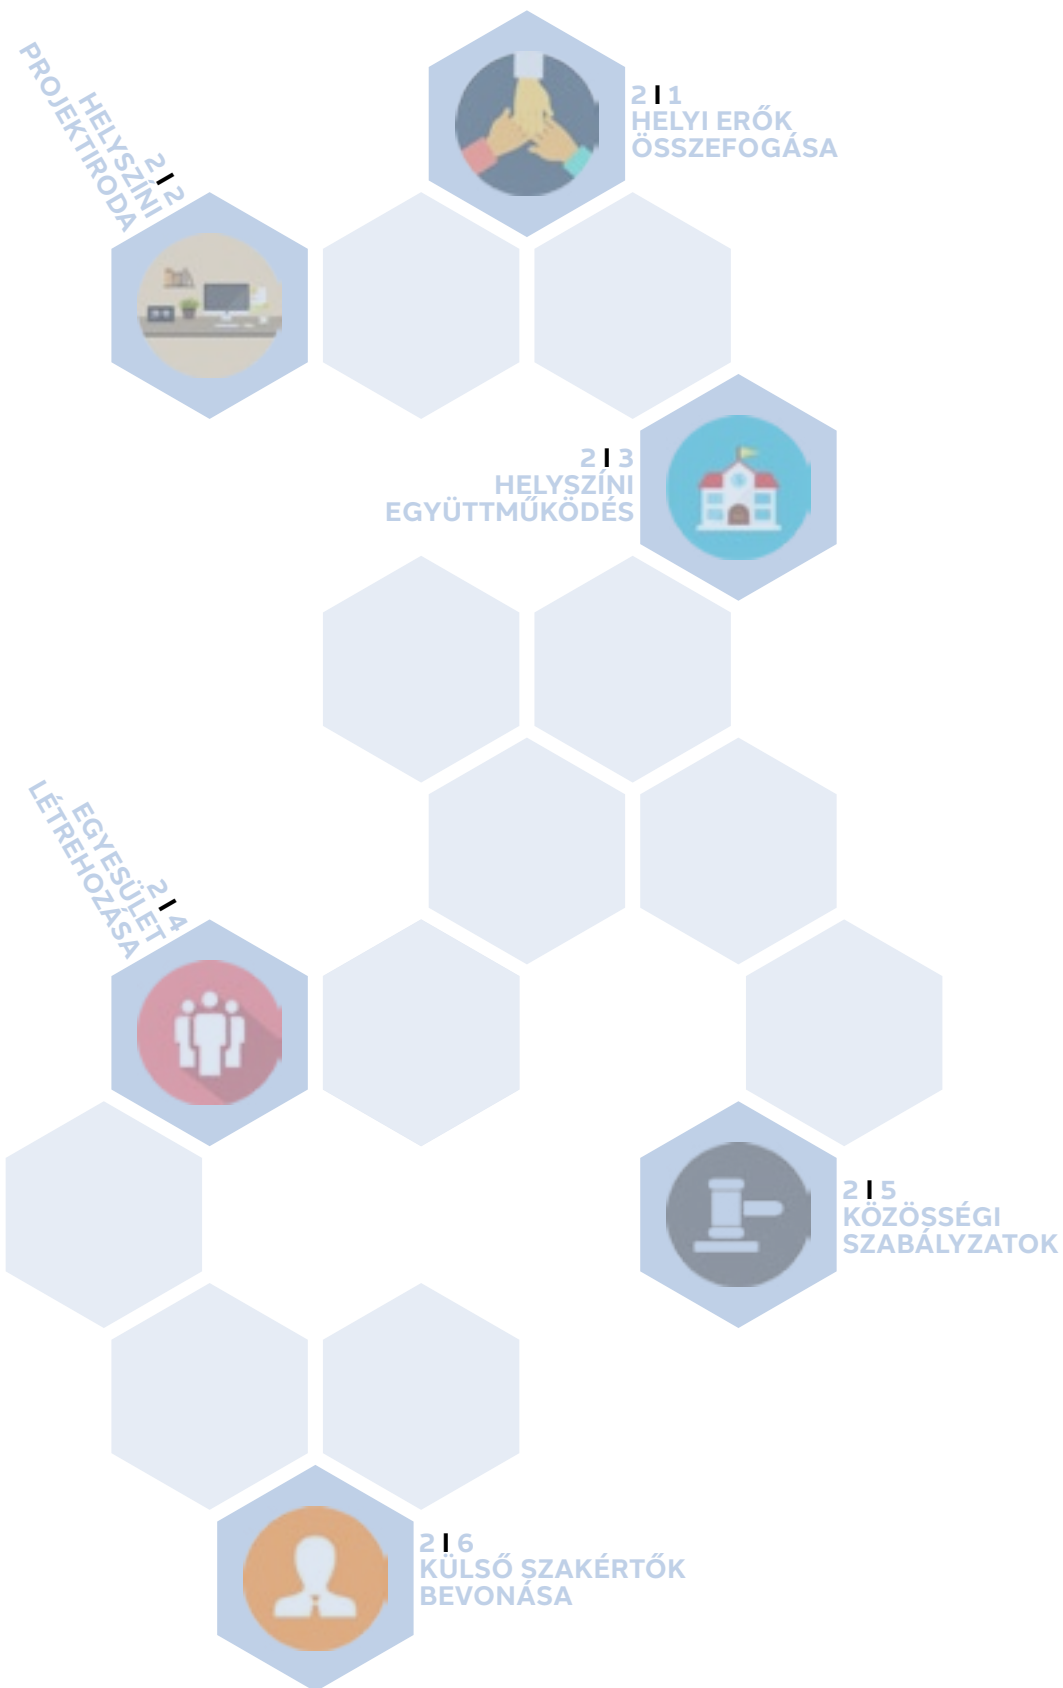 2 I 1
HELYI ERŐK
ÖSSZEFOGÁSA
2 I 2
HELYSZÍNI
PROJEKTIRODA
2 I 3
HELYSZÍNI
EGYÜTTMŰKÖDÉS
2 I 4
EGYESÜLET
LÉTREHOZÁSA
2 I 5
KÖZÖSSÉGI
SZABÁLYZATOK
2 I 6
KÜLSŐ SZAKÉRTŐK
BEVONÁSA